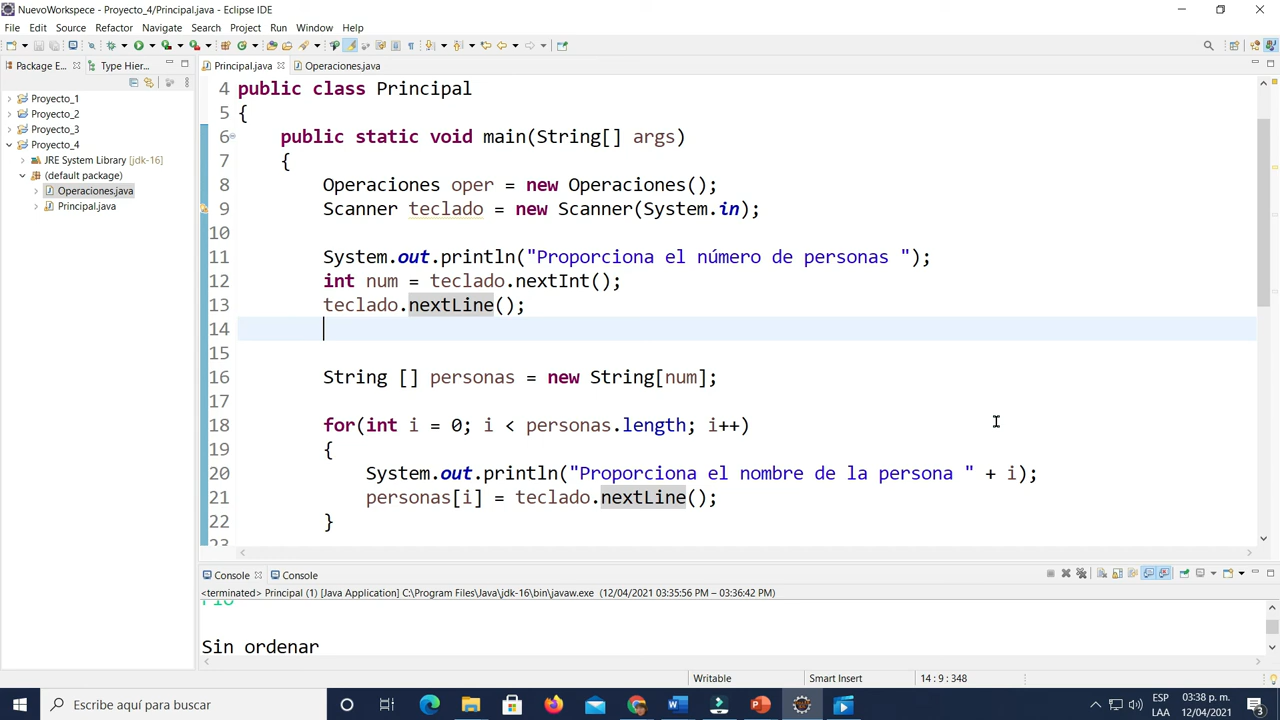 NuevoWorkspece - Proyecto_4/Principal.java - Eclipse IDE
File Edit Source Refactor Navigate Search Project Run Window Help
Package E... Type Hier...
Principal.java Operaciones.java
Proyecto_1
Proyecto_2
Proyecto_3
Proyecto_4
JRE System Library [jdk-16]
(default package)
Operaciones.java
Principal.java
4 public class Principal
5 {
6 public static void main(String[] args)
7 {
8 Operaciones oper = new Operaciones();
9 Scanner teclado = new Scanner(System.in);
10
11 System.out.println("Proporciona el número de personas ");
12 int num = teclado.nextInt();
13 teclado.nextLine();
14
15
16 String [] personas = new String[num];
17
18 for(int i = 0; i < personas.length; i++)
19 {
20 System.out.println("Proporciona el nombre de la persona " + i);
21 personas[i] = teclado.nextLine();
22 }
Console Console
<terminated> Principal (1) [Java Application] C:\Program Files\Java\jdk-16\bin\javaw.exe (12/04/2021 03:35:56 PM – 03:36:42 PM)
Sin ordenar
Writable Smart Insert 14 : 9 : 348
Escribe aquí para buscar
ESP 03:38 p. m.
LAA 12/04/2021
3